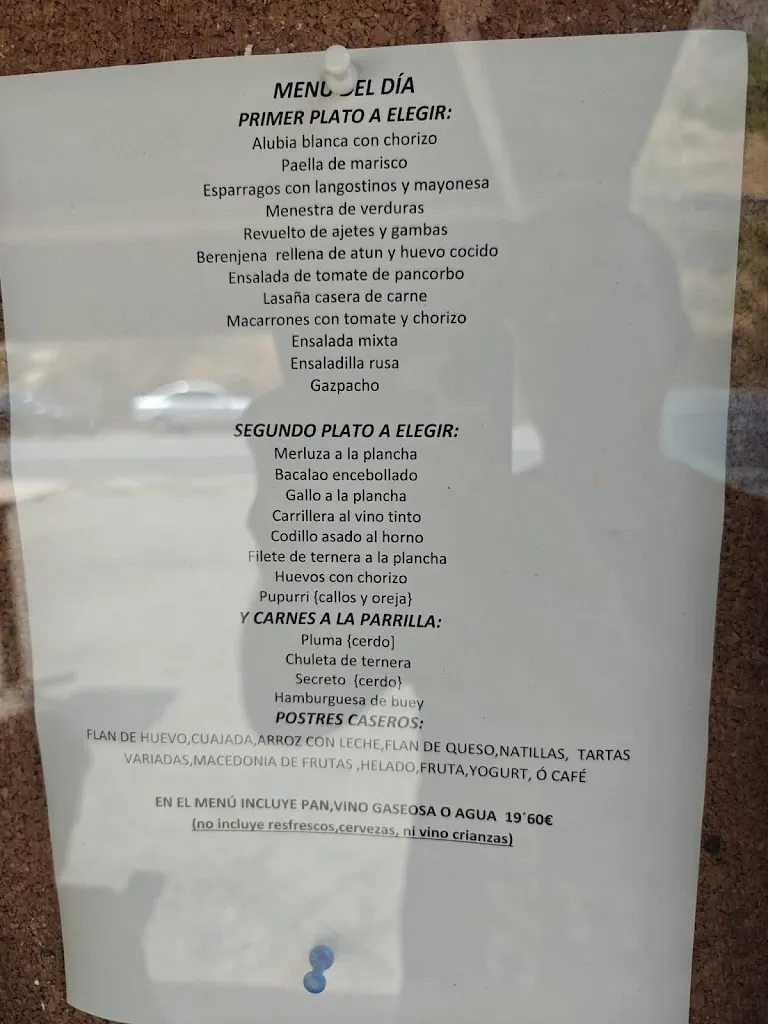 MENÚ DEL DÍA
PRIMER PLATO A ELEGIR:
Alubia blanca con chorizo
Paella de marisco
Esparragos con langostinos y mayonesa
Menestra de verduras
Revuelto de ajetes y gambas
Berenjena rellena de atun y huevo cocido
Ensalada de tomate de pancorbo
Lasaña casera de carne
Macarrones con tomate y chorizo
Ensalada mixta
Ensaladilla rusa
Gazpacho
SEGUNDO PLATO A ELEGIR:
Merluza a la plancha
Bacalao encebollado
Gallo a la plancha
Carrillera al vino tinto
Codillo asado al horno
Filete de ternera a la plancha
Huevos con chorizo
Pupurri {callos y oreja}
Y CARNES A LA PARRILLA:
Pluma {cerdo]
Chuleta de ternera
Secreto {cerdo}
Hamburguesa de buey
POSTRES CASEROS:
FLAN DE HUEVO,CUAJADA,ARROZ CON LECHE,FLAN DE QUESO,NATILLAS, TARTAS
VARIADAS,MACEDONIA DE FRUTAS ,HELADO,FRUTA,YOGURT, Ó CAFÉ
EN EL MENÚ INCLUYE PAN,VINO GASEOSA O AGUA 19´60€
(no incluye resfrescos,cervezas, ni vino crianzas)